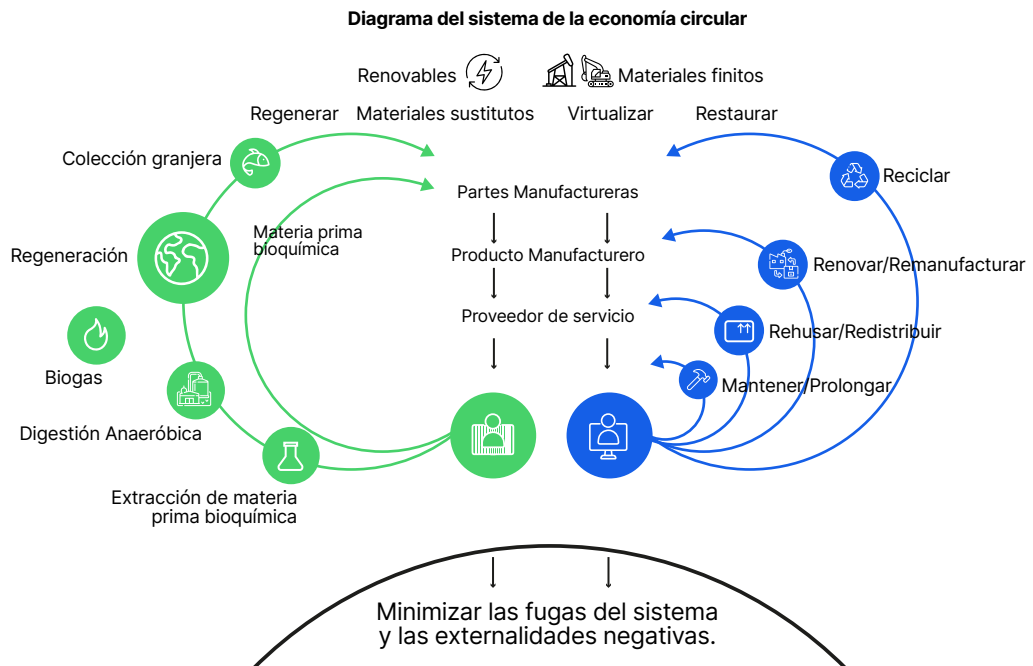 Diagrama del sistema de la economía circular
Renovables
Materiales finitos
Regenerar
Materiales sustitutos
Virtualizar
Restaurar
Colección granjera
Reciclar
Partes Manufactureras
Materia prima
bioquímica
Regeneración
Producto Manufacturero
Renovar/Remanufacturar
Proveedor de servicio
Rehusar/Redistribuir
Biogas
Mantener/Prolongar
Digestión Anaeróbica
Extracción de materia
prima bioquímica
Minimizar las fugas del sistema
y las externalidades negativas.